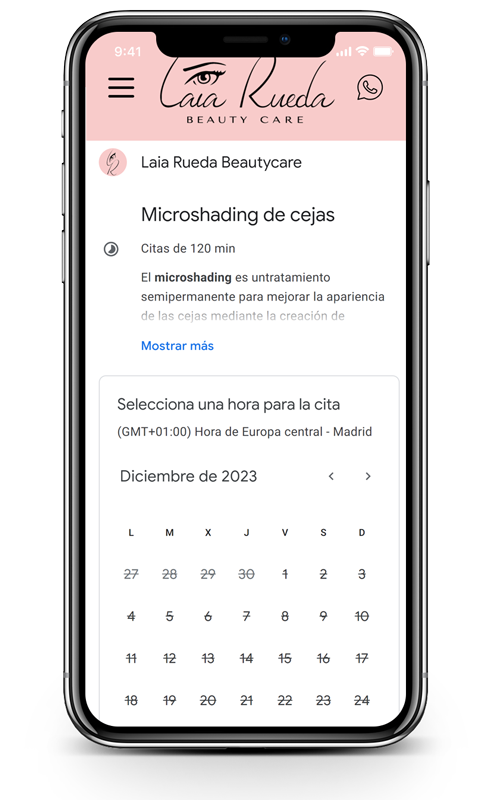 9:41
Laia Rueda
BEAUTY CARE
Laia Rueda Beautycare
Microshading de cejas
Citas de 120 min
El microshading es untratamiento
semipermanente para mejorar la apariencia
de las cejas mediante la creación de
Mostrar más
Selecciona una hora para la cita
(GMT+01:00) Hora de Europa central - Madrid
Diciembre de 2023
L M X J V S D
27 28 29 30 1 2 3
4 5 6 7 8 9 10
11 12 13 14 15 16 17
18 19 20 21 22 23 24